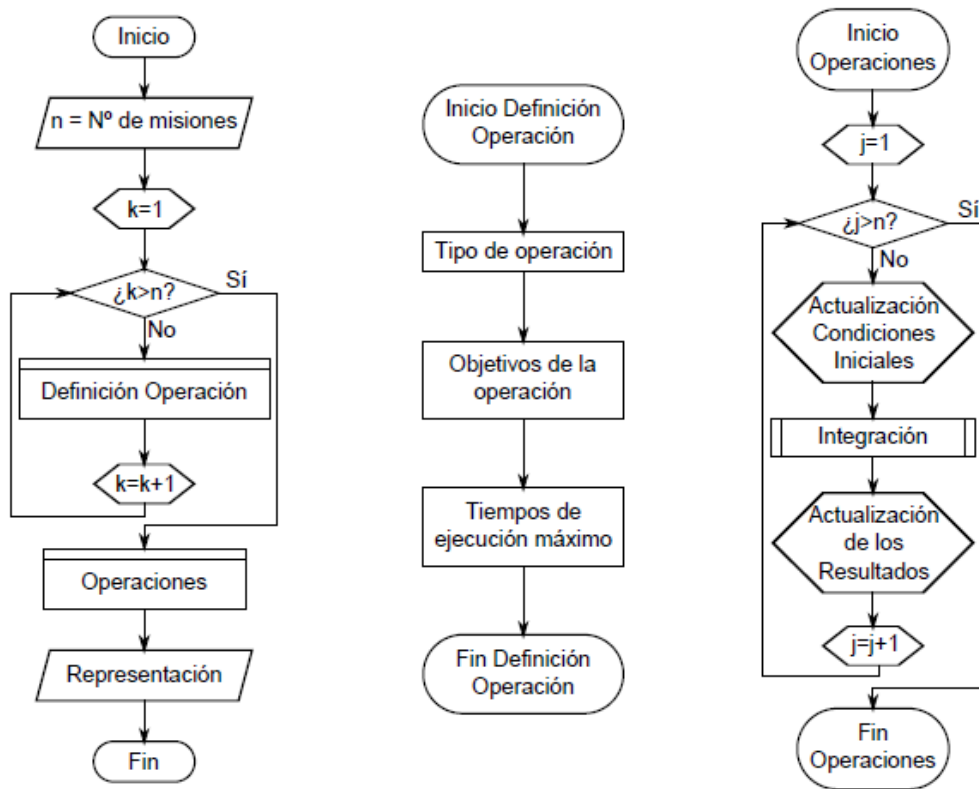 Inicio
n = Nº de misiones
k=1
¿k>n?
Sí
No
Definición Operación
k=k+1
Operaciones
Representación
Fin
Inicio Definición
Operación
Tipo de operación
Objetivos de la
operación
Tiempos de
ejecución máximo
Fin Definición
Operación
Inicio
Operaciones
j=1
¿j>n?
Sí
No
Actualización
Condiciones
Iniciales
Integración
Actualización
de los
Resultados
j=j+1
Fin
Operaciones